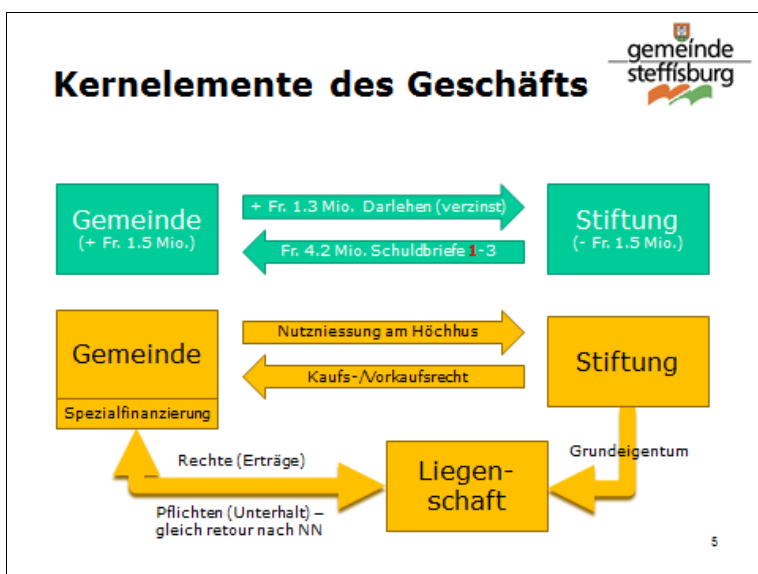 gemeinde
steffisburg
Kernelemente des Geschäfts
Gemeinde
(+ Fr. 1.5 Mio.)
+ Fr. 1.3 Mio. Darlehen (verzinst)
Fr. 4.2 Mio. Schuldbriefe 1-3
Stiftung
(- Fr. 1.5 Mio.)
Gemeinde
Spezialfinanzierung
Nutzniessung am Höchhus
Kaufs-/Vorkaufsrecht
Stiftung
Rechte (Erträge)
Pflichten (Unterhalt) –
gleich retour nach NN
Liegen-
schaft
Grundeigentum
5